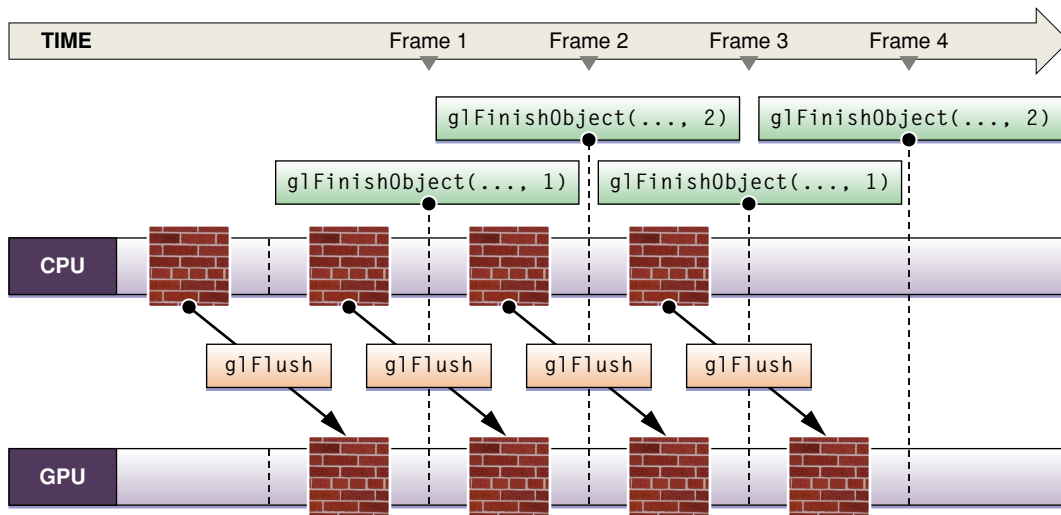 TIME Frame 1 Frame 2 Frame 3 Frame 4
glFinishObject(..., 2) glFinishObject(..., 2)
glFinishObject(..., 1) glFinishObject(..., 1)
CPU
glFlush glFlush glFlush glFlush
GPU